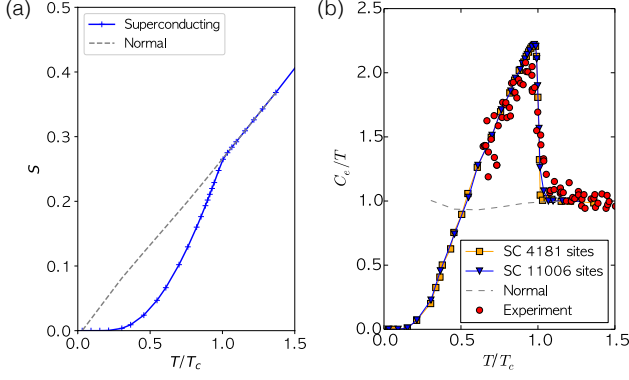 (a)
Superconducting
Normal
S
0.5
0.4
0.3
0.2
0.1
0.0
0.0 0.5 1.0 1.5
T/T_c
(b)
C_e/T
2.5
2.0
1.5
1.0
0.5
0.0
0.0 0.5 1.0 1.5
T/T_c
SC 4181 sites
SC 11006 sites
Normal
Experiment